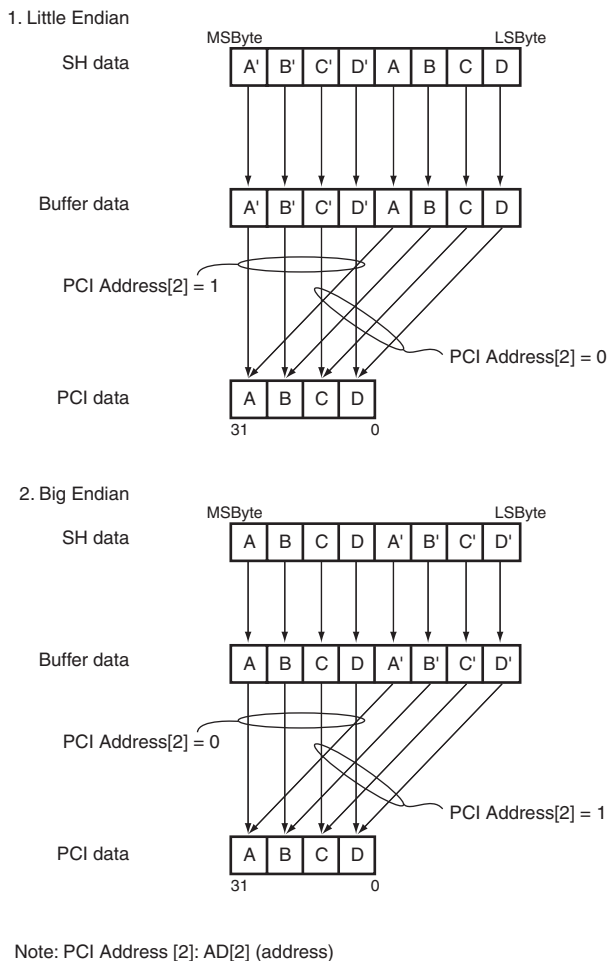 1. Little Endian
MSByte LSByte
SH data A' B' C' D' A B C D
Buffer data A' B' C' D' A B C D
PCI Address[2] = 1
PCI Address[2] = 0
PCI data A B C D
31 0
2. Big Endian
MSByte LSByte
SH data A B C D A' B' C' D'
Buffer data A B C D A' B' C' D'
PCI Address[2] = 0
PCI Address[2] = 1
PCI data A B C D
31 0
Note: PCI Address [2]: AD[2] (address)